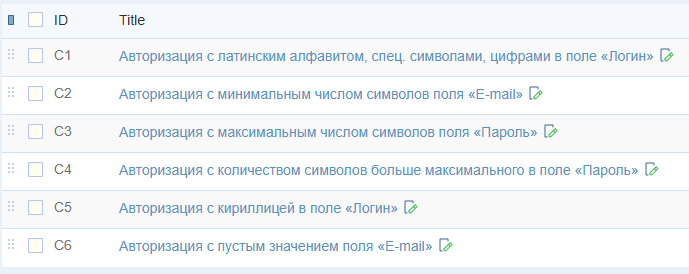 ID Title
C1 Авторизация с латинским алфавитом, спец. символами, цифрами в поле «Логин»
C2 Авторизация с минимальным числом символов поля «E-mail»
C3 Авторизация с максимальным числом символов поля «Пароль»
C4 Авторизация с количеством символов больше максимального в поле «Пароль»
C5 Авторизация с кириллицей в поле «Логин»
C6 Авторизация с пустым значением поля «E-mail»